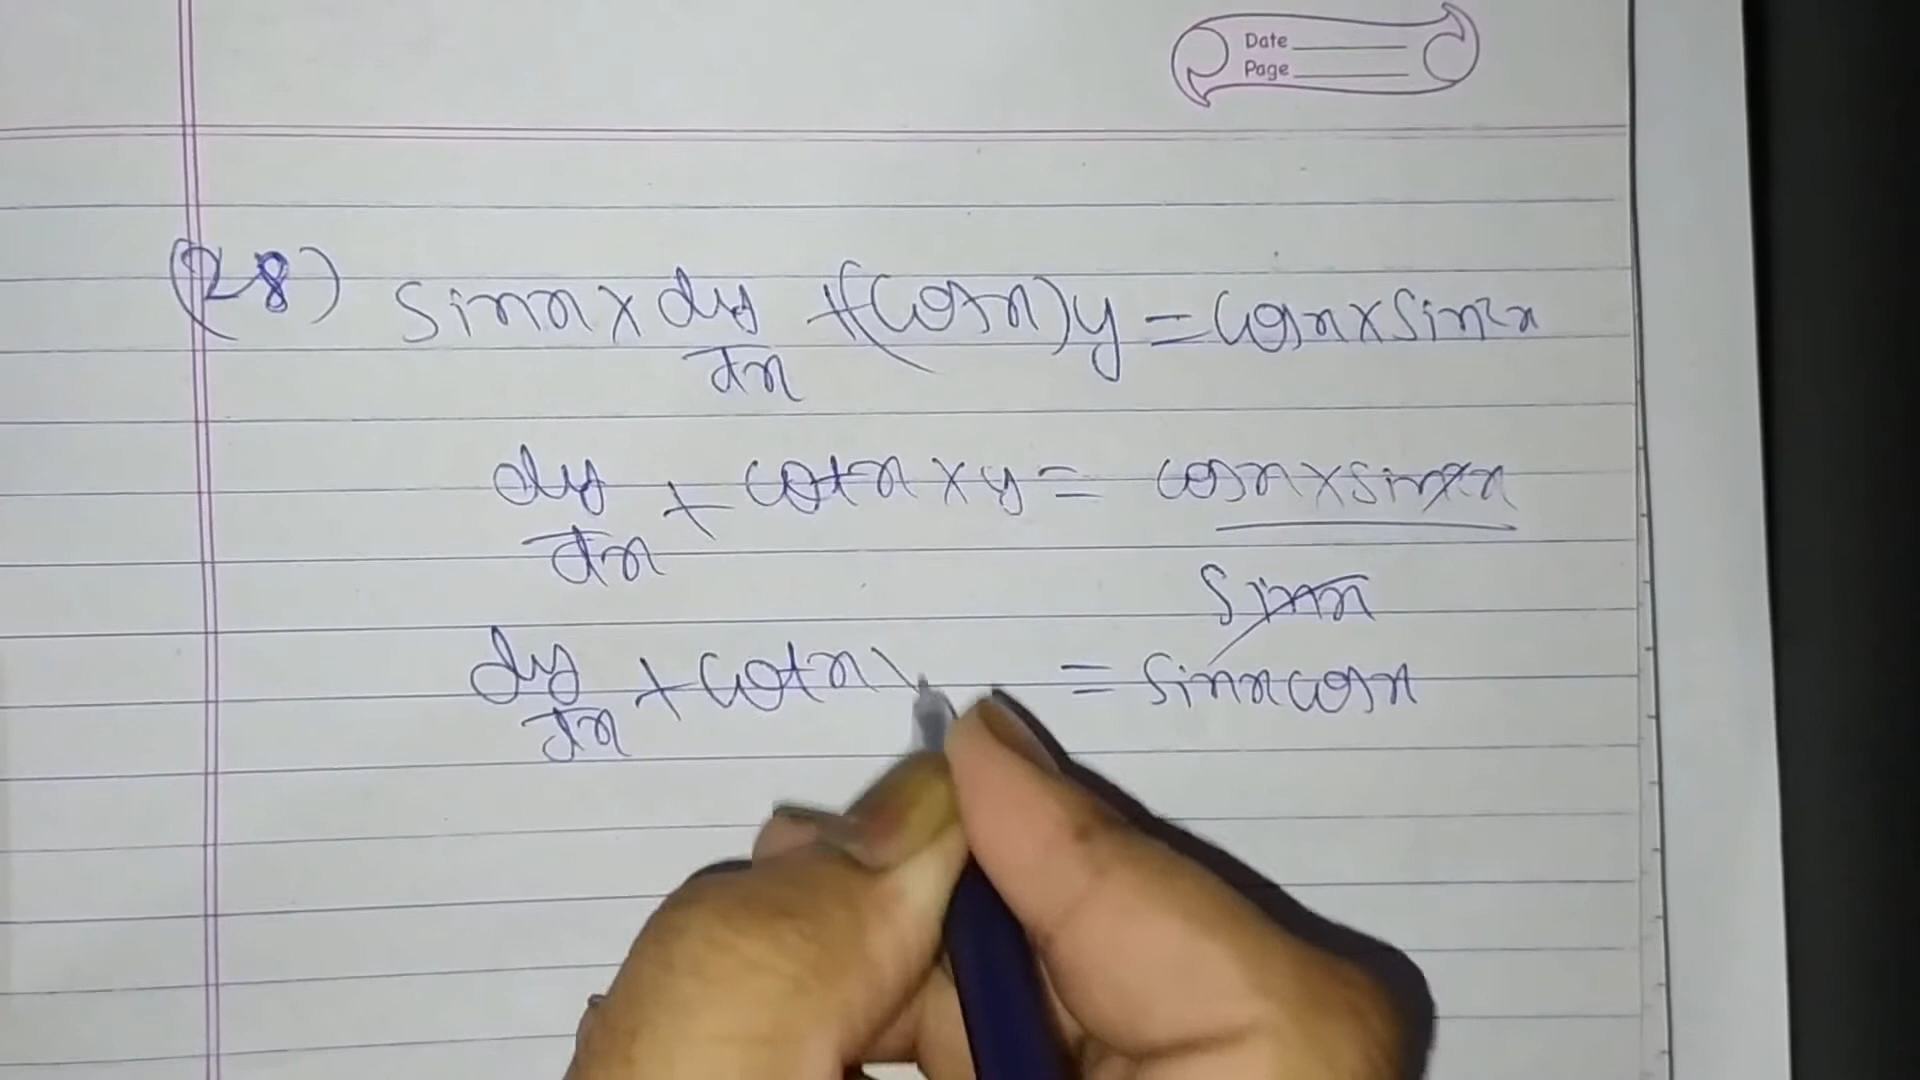 Date
Page
(28) sinx × dy/dx + (cosx)y = cosx × sin²x
dy/dx + cotx × y = cosx × sin²x / sinx
dy/dx + cotx = sinx cosx